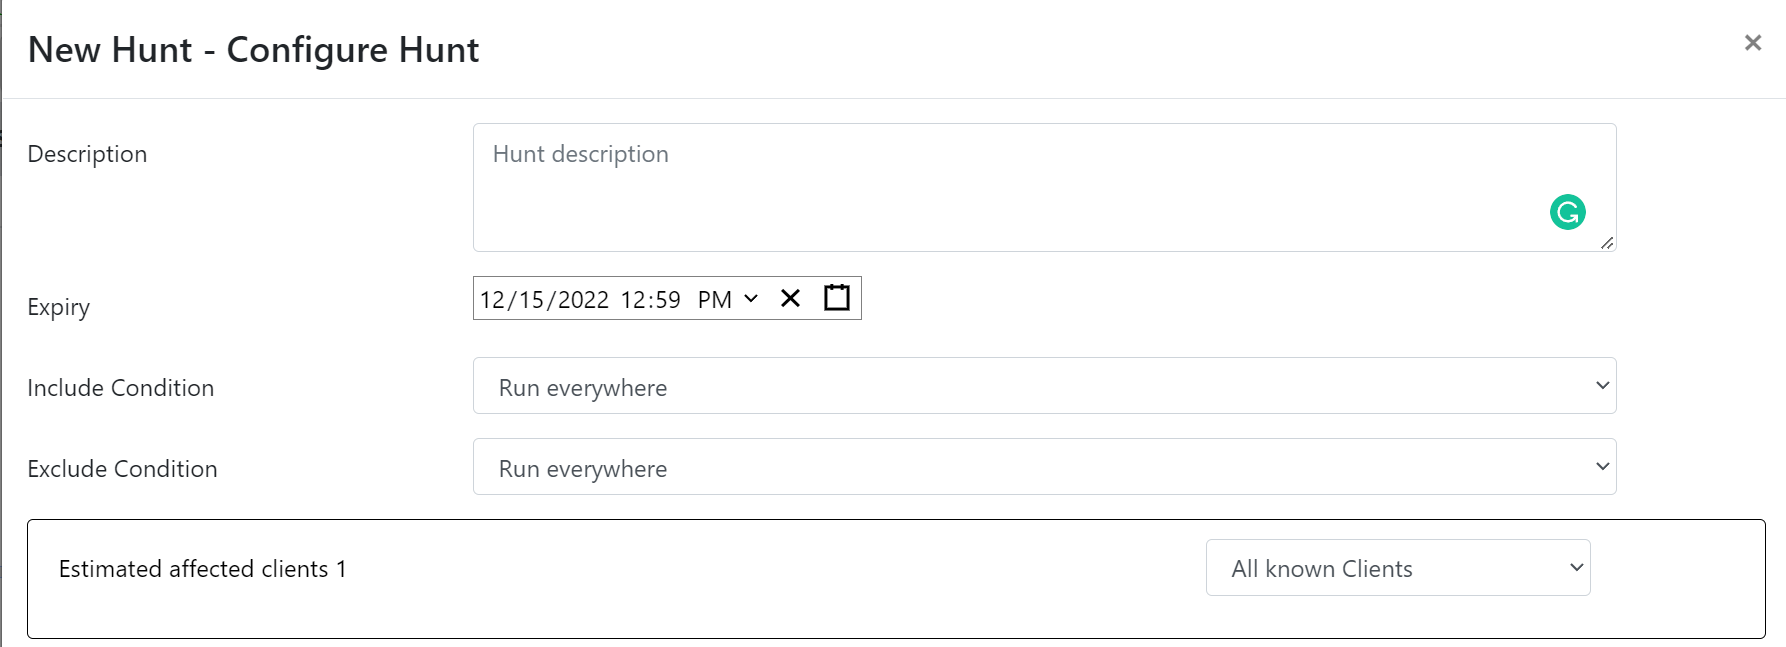 New Hunt - Configure Hunt
Description
Hunt description
Expiry
12/15/2022 12:59 PM
Include Condition
Run everywhere
Exclude Condition
Run everywhere
Estimated affected clients 1
All known Clients